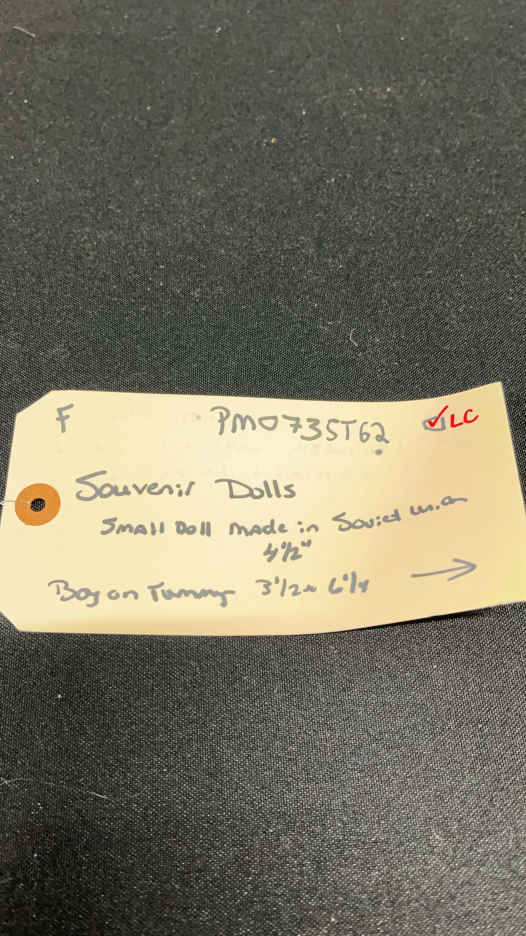 F PM0735T62 LC
Souvenir Dolls
Small Doll made in Soviet Union
4 1/2"
Boy on Tummy 3 1/2 x 6 1/4 →